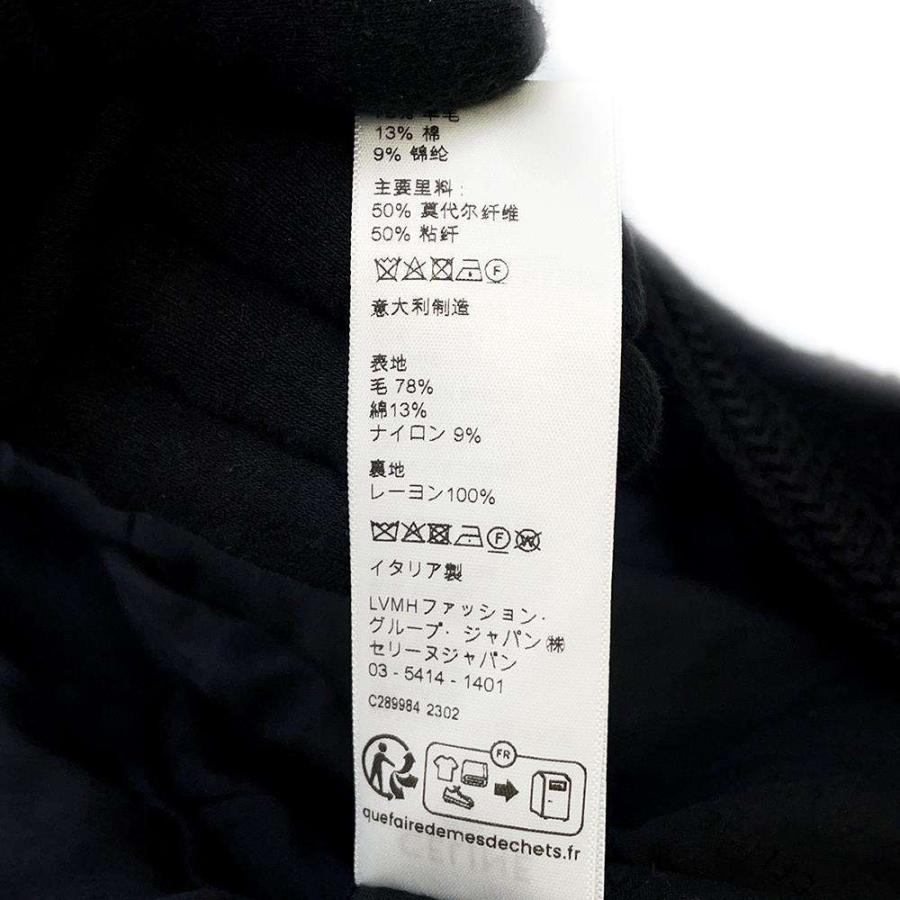 13% 棉
9% 锦纶
主要里料:
50% 莫代尔纤维
50% 粘纤
F
意大利制造
表地
毛 78%
綿13%
ナイロン 9%
裏地
レーヨン100%
F W
イタリア製
LVMHファッション・
グループ・ジャパン㈱
セリーヌジャパン
03 - 5414 - 1401
C289984 2302
FR
quefairedemesdechets.fr